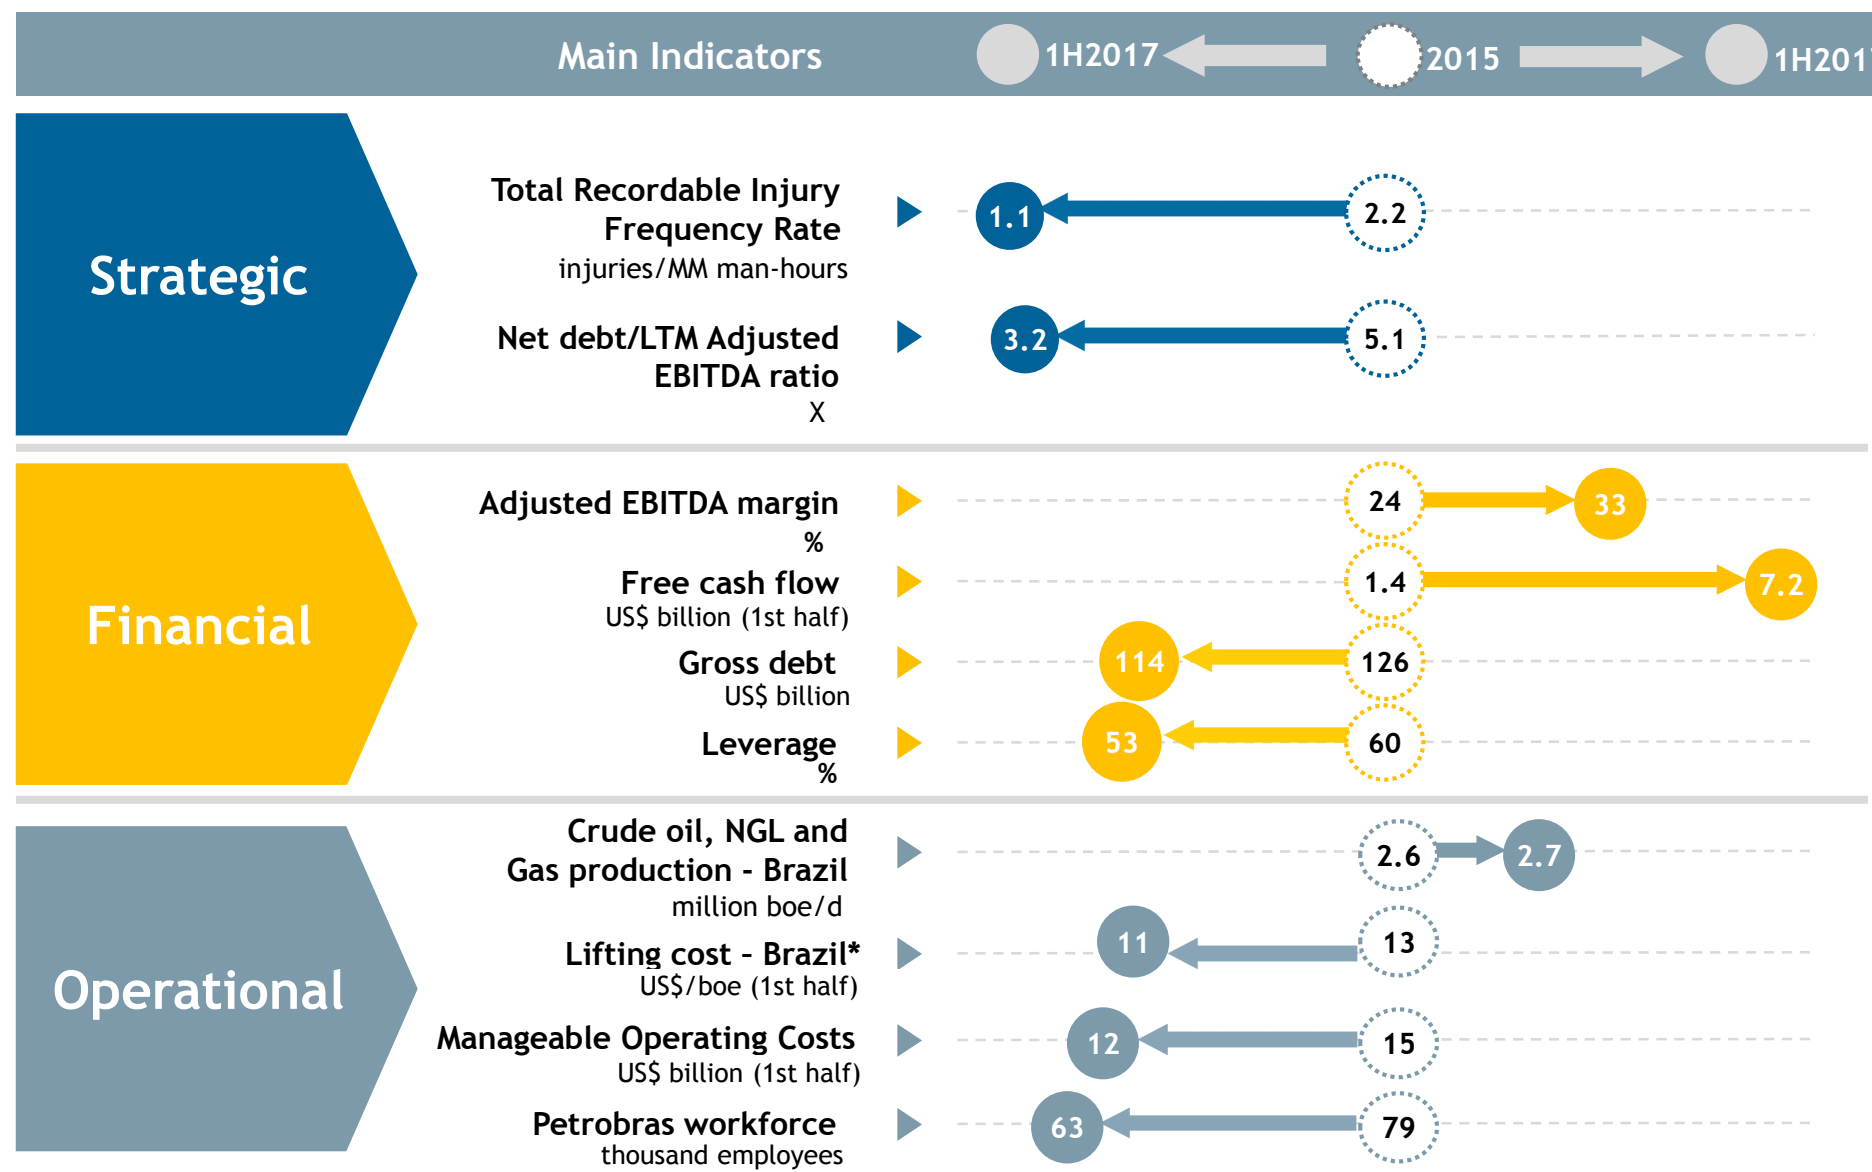 Main Indicators
1H2017
2015
1H201
Strategic
Total Recordable Injury
Frequency Rate
injuries/MM man-hours
1.1
2.2
Net debt/LTM Adjusted
EBITDA ratio
X
3.2
5.1
Financial
Adjusted EBITDA margin
%
24
33
Free cash flow
US$ billion (1st half)
1.4
7.2
Gross debt
US$ billion
114
126
Leverage
%
53
60
Operational
Crude oil, NGL and
Gas production - Brazil
million boe/d
2.6
2.7
Lifting cost – Brazil*
US$/boe (1st half)
11
13
Manageable Operating Costs
US$ billion (1st half)
12
15
Petrobras workforce
thousand employees
63
79